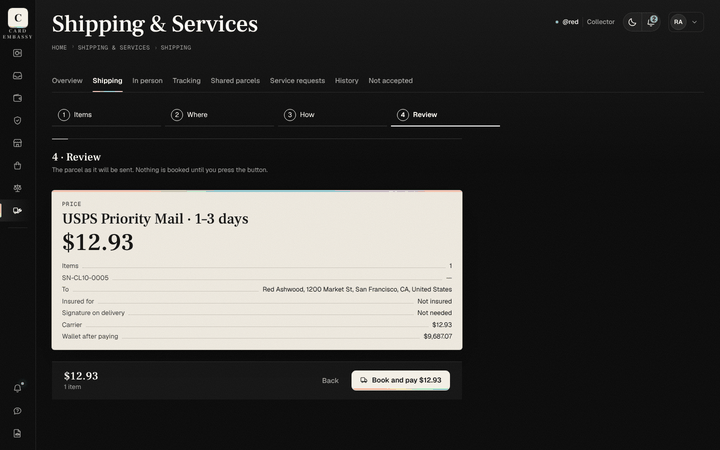 C
CARD
EMBASSY
Shipping & Services
@red
Collector
2
RA
HOME › SHIPPING & SERVICES › SHIPPING
Overview
Shipping
In person
Tracking
Shared parcels
Service requests
History
Not accepted
1 Items
2 Where
3 How
4 Review
4 · Review
The parcel as it will be sent. Nothing is booked until you press the button.
PRICE
USPS Priority Mail · 1–3 days
$12.93
Items 1
SN-CL10-0005 —
To Red Ashwood, 1200 Market St, San Francisco, CA, United States
Insured for Not insured
Signature on delivery Not needed
Carrier $12.93
Wallet after paying $9,687.07
$12.93
1 item
Back
Book and pay $12.93